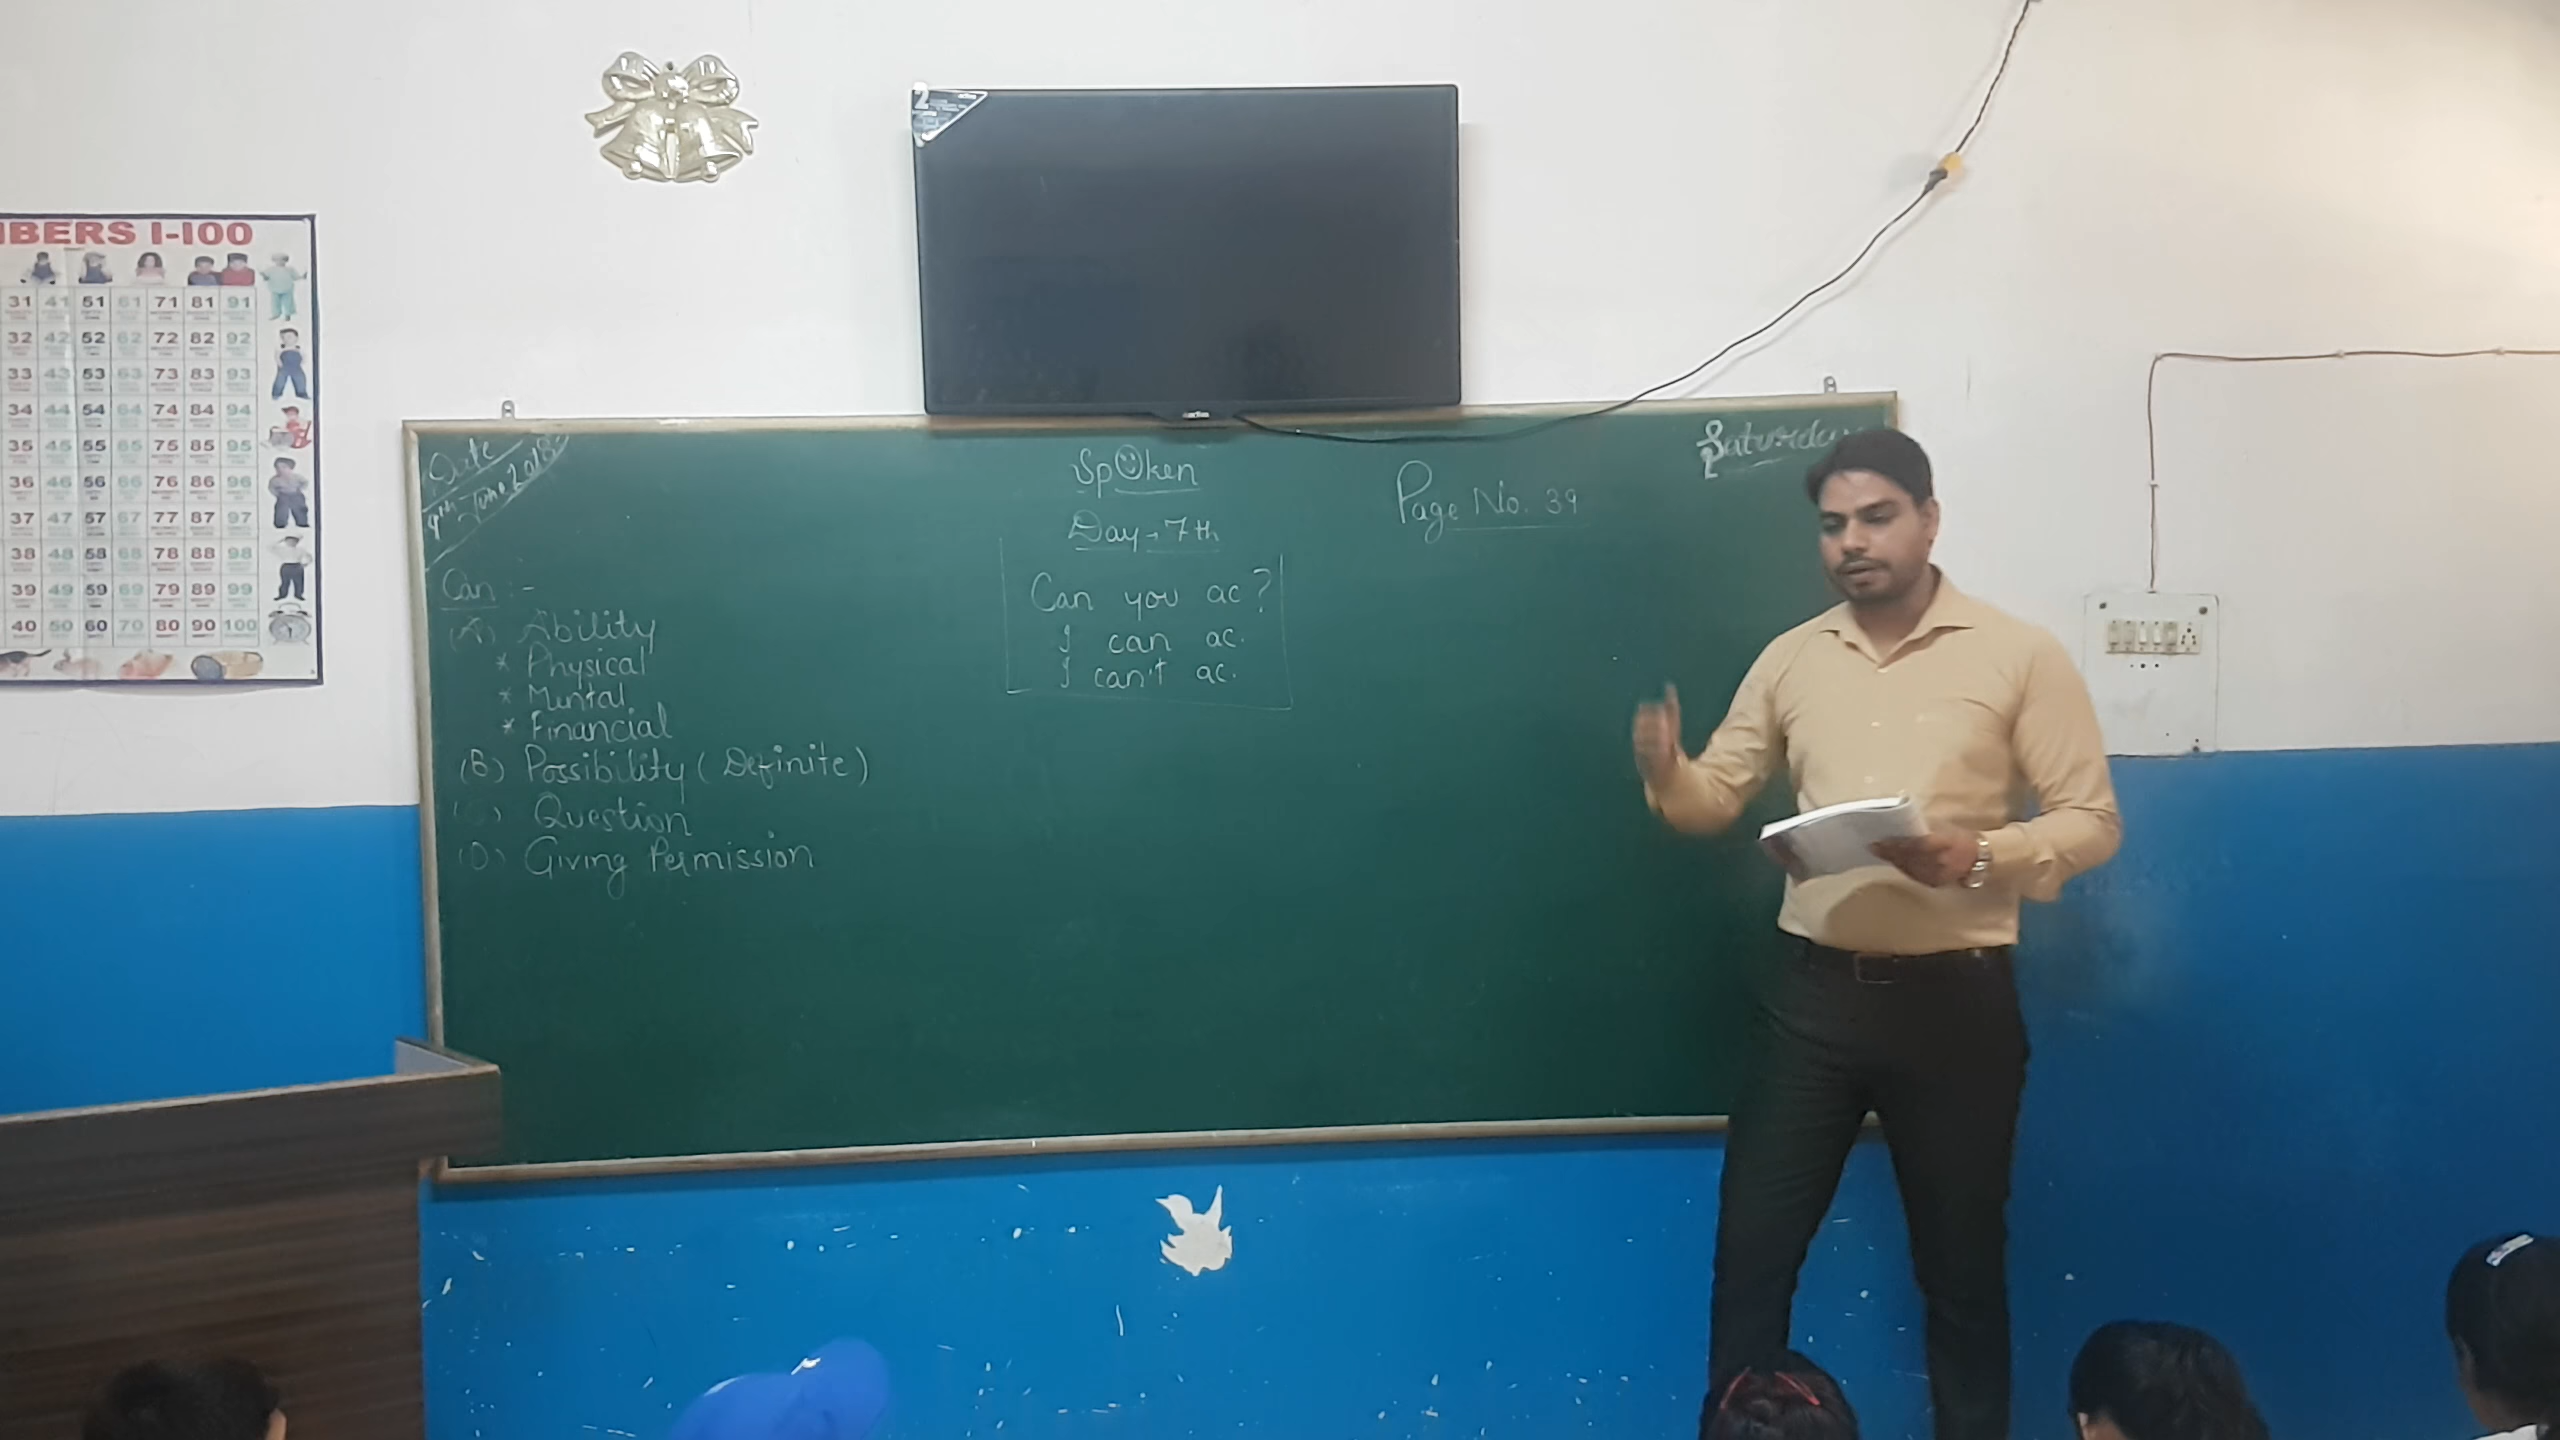 Date
9th June 2018
Spoken
Day → 7th
Page No. 39
Saturday
Can :-
(A) Ability
* Physical
* Mental
* Financial
(B) Possibility (Definite)
(C) Question
(D) Giving Permission
Can you ac?
I can ac.
I can't ac.
BERS 1-100
31 41 51 61 71 81 91
32 42 52 62 72 82 92
33 43 53 63 73 83 93
34 44 54 64 74 84 94
35 45 55 65 75 85 95
36 46 56 66 76 86 96
37 47 57 67 77 87 97
38 48 58 68 78 88 98
39 49 59 69 79 89 99
40 50 60 70 80 90 100
2